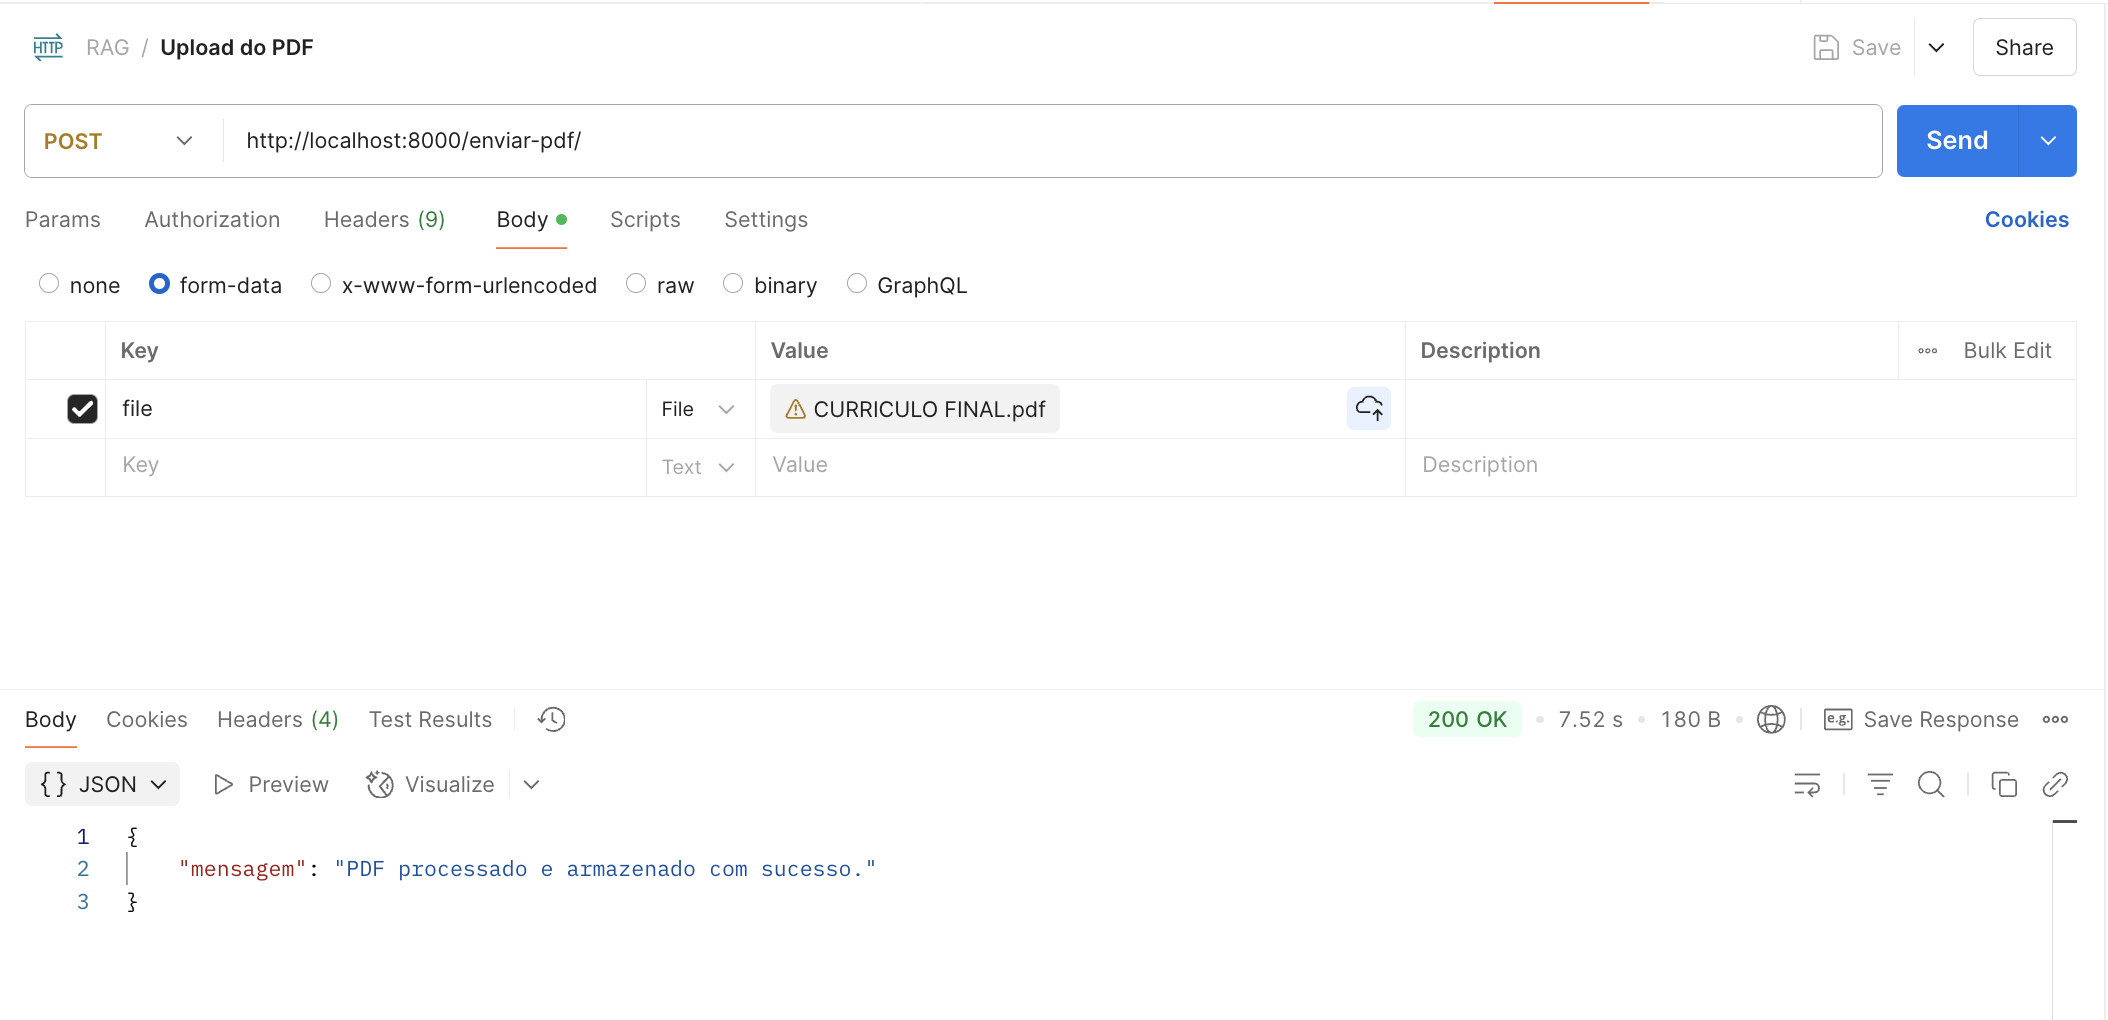 HTTP RAG / Upload do PDF Save Share
POST http://localhost:8000/enviar-pdf/ Send
Params Authorization Headers (9) Body Scripts Settings Cookies
none form-data x-www-form-urlencoded raw binary GraphQL
Key Value Description Bulk Edit
file File CURRICULO FINAL.pdf
Key Text Value Description
Body Cookies Headers (4) Test Results 200 OK 7.52 s 180 B e.g. Save Response
{} JSON Preview Visualize
1 {
2 "mensagem": "PDF processado e armazenado com sucesso."
3 }